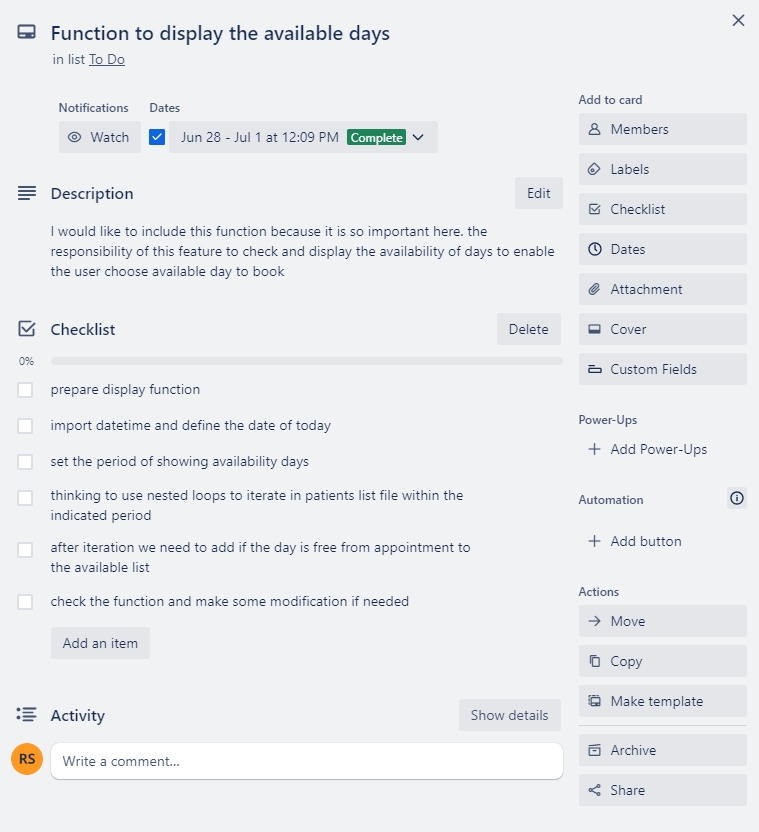 Function to display the available days
in list To Do
Notifications
Dates
Watch
Jun 28 - Jul 1 at 12:09 PM
Complete
Description
Edit
I would like to include this function because it is so important here. the
responsibility of this feature to check and display the availability of days to enable
the user choose available day to book
Checklist
Delete
0%
prepare display function
import datetime and define the date of today
set the period of showing availability days
thinking to use nested loops to iterate in patients list file within the
indicated period
after iteration we need to add if the day is free from appointment to
the available list
check the function and make some modification if needed
Add an item
Activity
Show details
RS
Write a comment...
Add to card
Members
Labels
Checklist
Dates
Attachment
Cover
Custom Fields
Power-Ups
Add Power-Ups
Automation
Add button
Actions
Move
Copy
Make template
Archive
Share